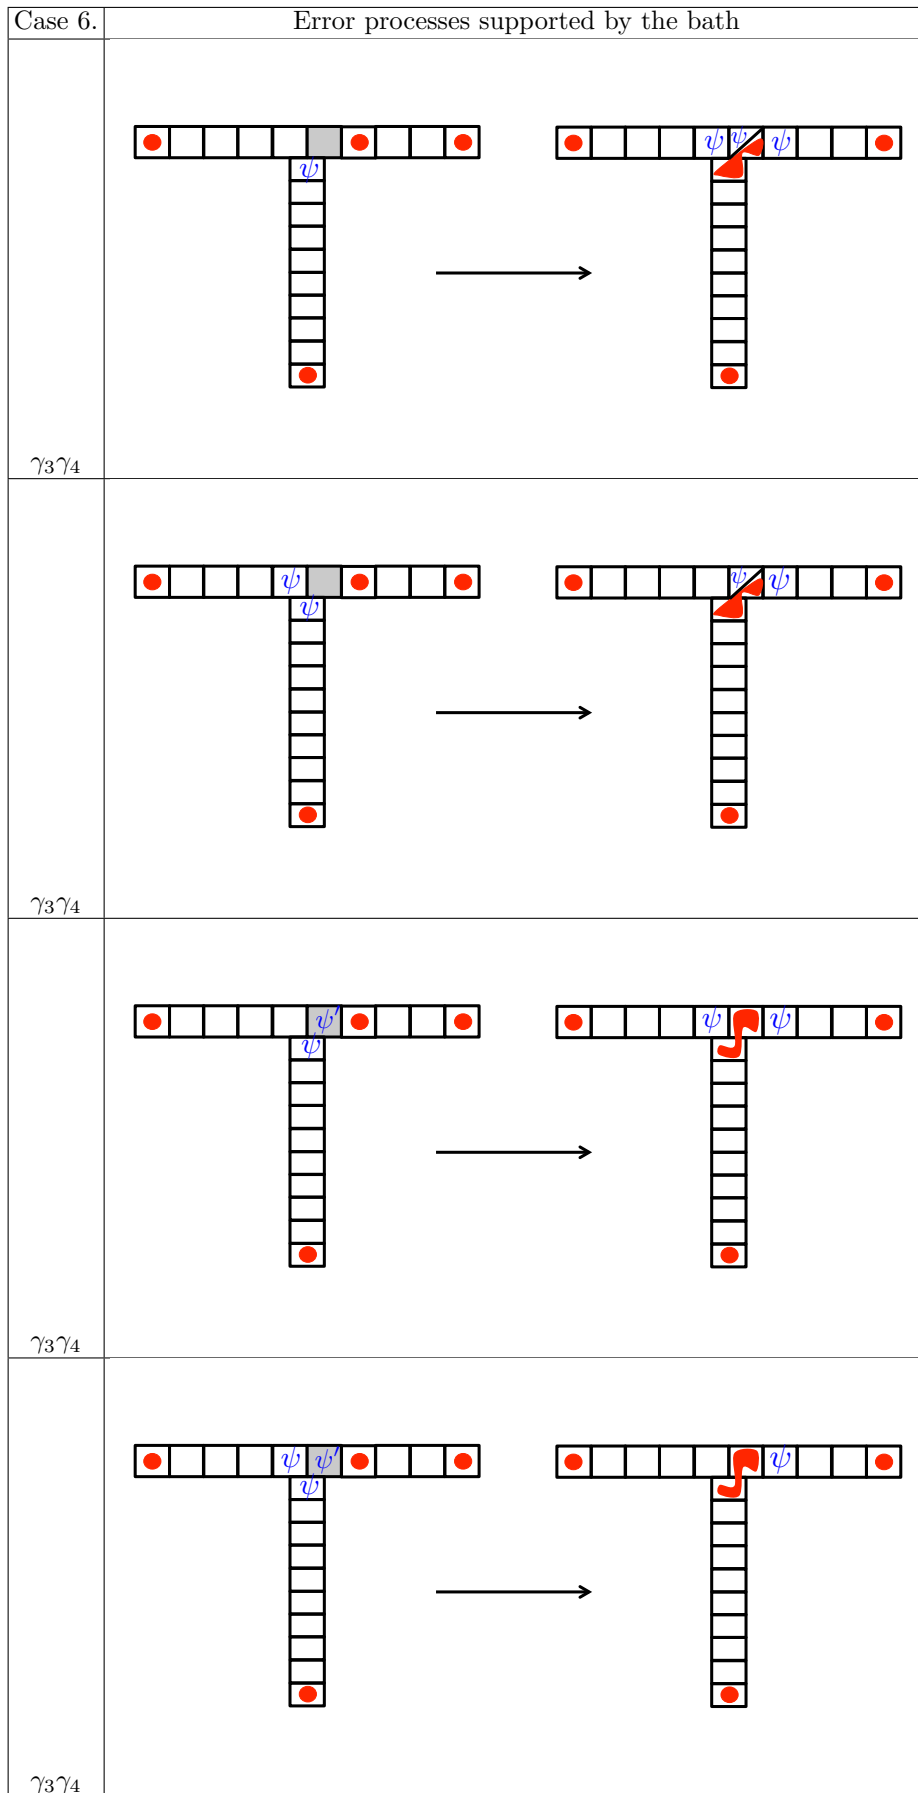 Case 6. Error processes supported by the bath
ψ ψ ψ
ψ
γ₃γ₄
ψ ψ ψ
ψ
γ₃γ₄
ψ′ ψ ψ
ψ
γ₃γ₄
ψ ψ′ ψ
ψ
γ₃γ₄